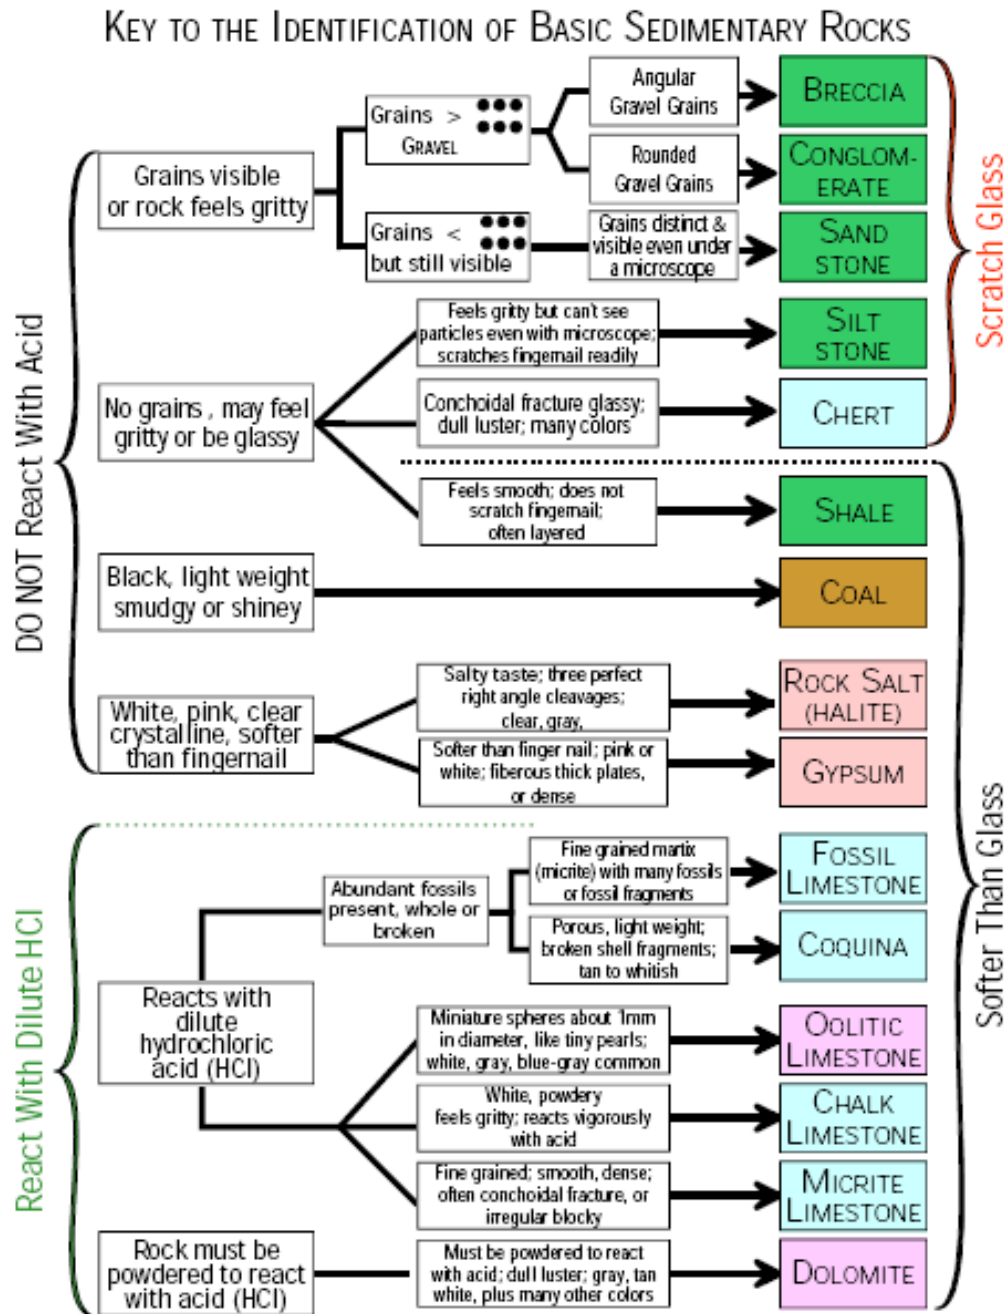 KEY TO THE IDENTIFICATION OF BASIC SEDIMENTARY ROCKS
DO NOT React With Acid
Grains visible
or rock feels gritty
Grains >
GRAVEL
Angular
Gravel Grains
BRECCIA
Rounded
Gravel Grains
CONGLOM-
ERATE
Grains <
but still visible
Grains distinct &
visible even under
a microscope
SAND
STONE
Scratch Glass
No grains , may feel
gritty or be glassy
Feels gritty but can't see
particles even with microscope;
scratches fingernail readily
SILT
STONE
Conchoidal fracture glassy;
dull luster; many colors
CHERT
Feels smooth; does not
scratch fingernail;
often layered
SHALE
Black, light weight
smudgy or shiney
COAL
White, pink, clear
crystalline, softer
than fingernail
Salty taste; three perfect
right angle cleavages;
clear, gray,
ROCK SALT
(HALITE)
Softer than finger nail; pink or
white; fiberous thick plates,
or dense
GYPSUM
Softer Than Glass
React With Dilute HCl
Reacts with
dilute
hydrochloric
acid (HCl)
Abundant fossils
present, whole or
broken
Fine grained martix
(micrite) with many fossils
or fossil fragments
FOSSIL
LIMESTONE
Porous, light weight;
broken shell fragments;
tan to whitish
COQUINA
Miniature spheres about 1mm
in diameter, like tiny pearls;
white, gray, blue-gray common
OOLITIC
LIMESTONE
White, powdery
feels gritty; reacts vigorously
with acid
CHALK
LIMESTONE
Fine grained; smooth, dense;
often conchoidal fracture, or
irregular blocky
MICRITE
LIMESTONE
Rock must be
powdered to react
with acid (HCl)
Must be powdered to react
with acid; dull luster; gray, tan
white, plus many other colors
DOLOMITE